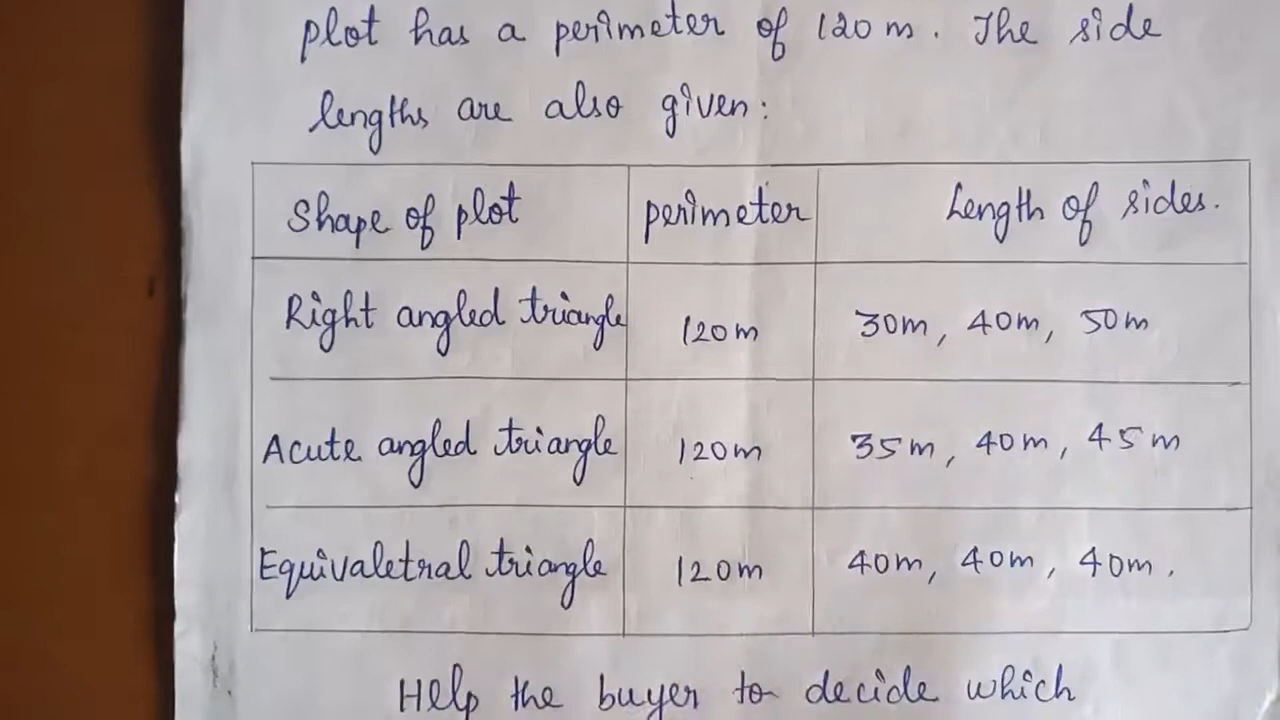 plot has a perimeter of 120 m. The side
lengths are also given:
Shape of plot perimeter Length of sides.
Right angled triangle 120m 30m, 40m, 50m
Acute angled triangle 120m 35m, 40m, 45m
Equivaletral triangle 120m 40m, 40m, 40m.
Help the buyer to decide which